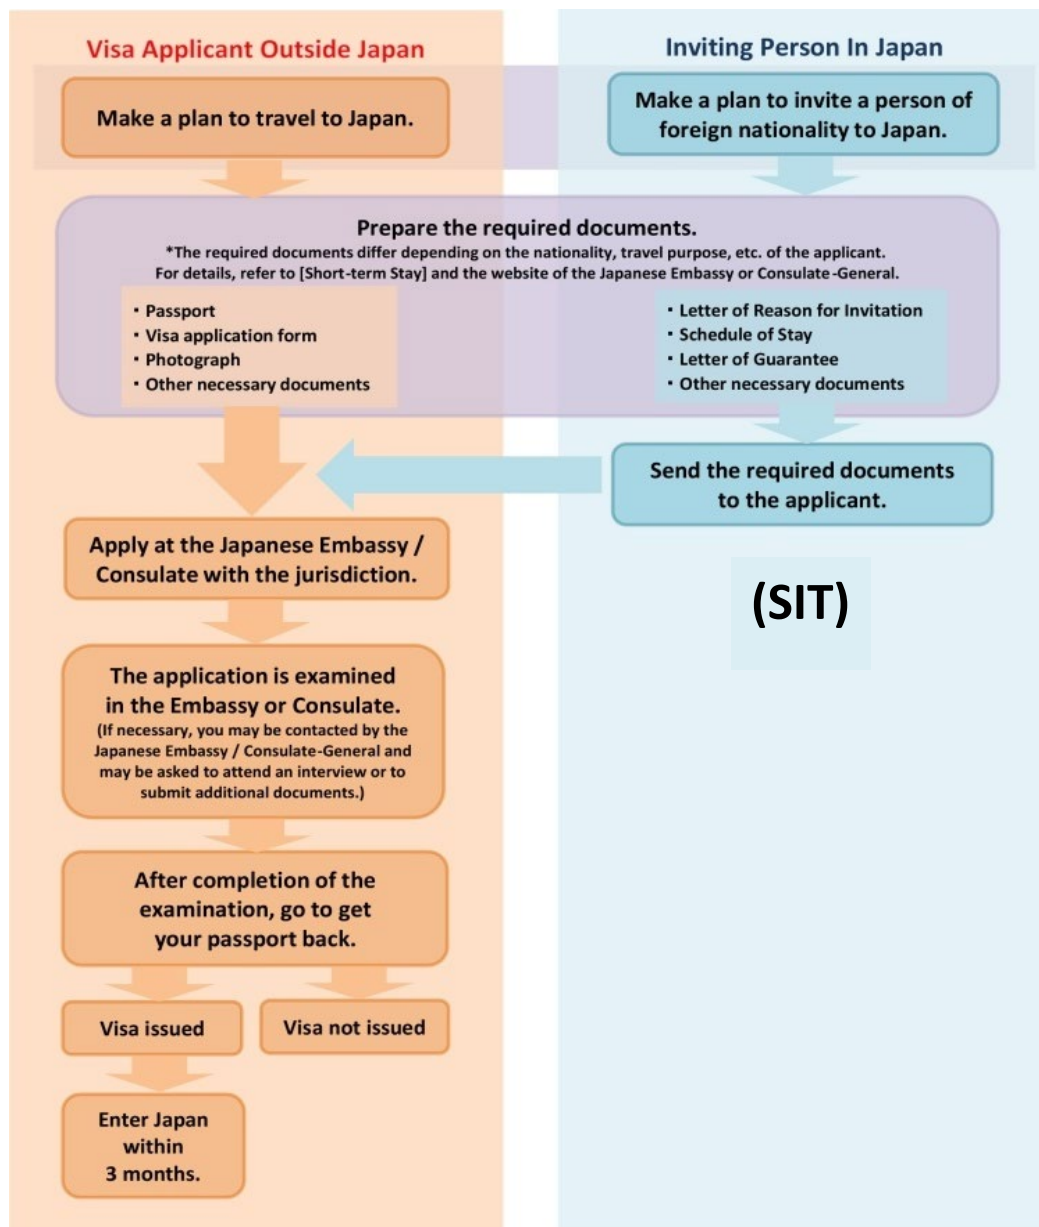 Visa Applicant Outside Japan
Inviting Person In Japan
Make a plan to travel to Japan.
Make a plan to invite a person of
foreign nationality to Japan.
Prepare the required documents.
*The required documents differ depending on the nationality, travel purpose, etc. of the applicant.
For details, refer to [Short-term Stay] and the website of the Japanese Embassy or Consulate-General.
・Passport
・Visa application form
・Photograph
・Other necessary documents
・Letter of Reason for Invitation
・Schedule of Stay
・Letter of Guarantee
・Other necessary documents
Send the required documents
to the applicant.
(SIT)
Apply at the Japanese Embassy /
Consulate with the jurisdiction.
The application is examined
in the Embassy or Consulate.
(If necessary, you may be contacted by the
Japanese Embassy / Consulate-General and
may be asked to attend an interview or to
submit additional documents.)
After completion of the
examination, go to get
your passport back.
Visa issued
Visa not issued
Enter Japan
within
3 months.